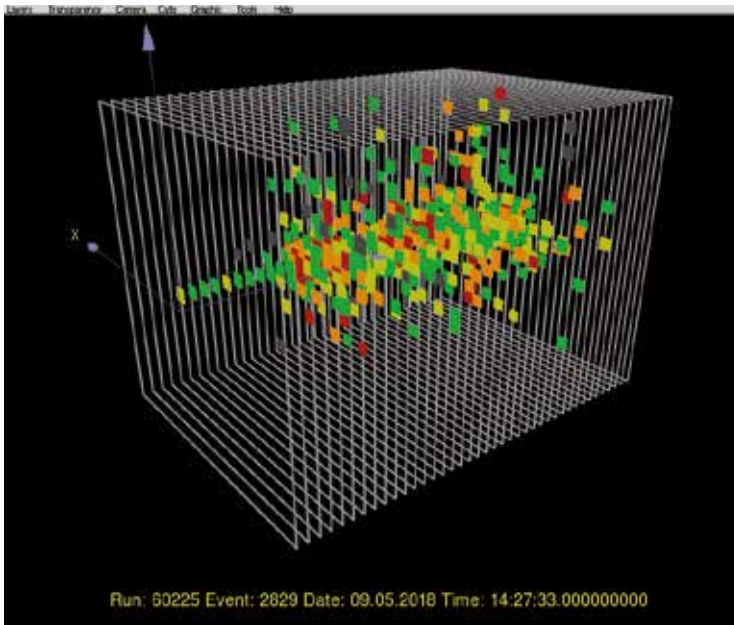 Layers Transparency Camera Cuts Graphic Tools Help
X
Run: 60225 Event: 2829 Date: 09.05.2018 Time: 14:27:33.000000000